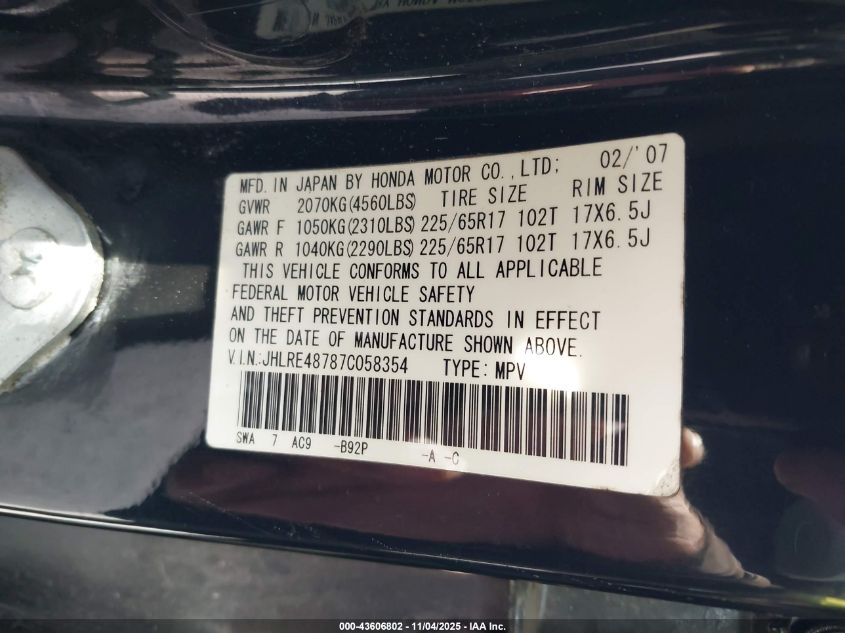 MFD. IN JAPAN BY HONDA MOTOR CO., LTD; 02/'07
GVWR 2070KG(4560LBS) TIRE SIZE RIM SIZE
GAWR F 1050KG(2310LBS) 225/65R17 102T 17X6.5J
GAWR R 1040KG(2290LBS) 225/65R17 102T 17X6.5J
THIS VEHICLE CONFORMS TO ALL APPLICABLE
FEDERAL MOTOR VEHICLE SAFETY
AND THEFT PREVENTION STANDARDS IN EFFECT
ON THE DATE OF MANUFACTURE SHOWN ABOVE.
V.I.N.:JHLRE48787C058354 TYPE: MPV
SWA 7 AC9 -B92P -A -C
000-43606802 - 11/04/2025 - IAA Inc.